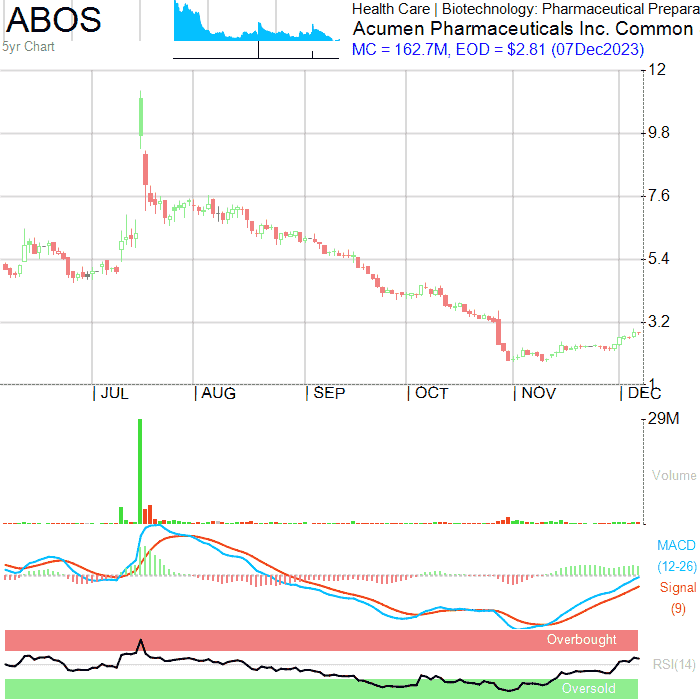 ABOS
5yr Chart
Health Care | Biotechnology: Pharmaceutical Prepara
Acumen Pharmaceuticals Inc. Common
MC = 162.7M, EOD = $2.81 (07Dec2023)
12
9.8
7.6
5.4
3.2
1
JUL AUG SEP OCT NOV DEC
29M
Volume
MACD
(12-26)
Signal
(9)
Overbought
RSI(14)
Oversold